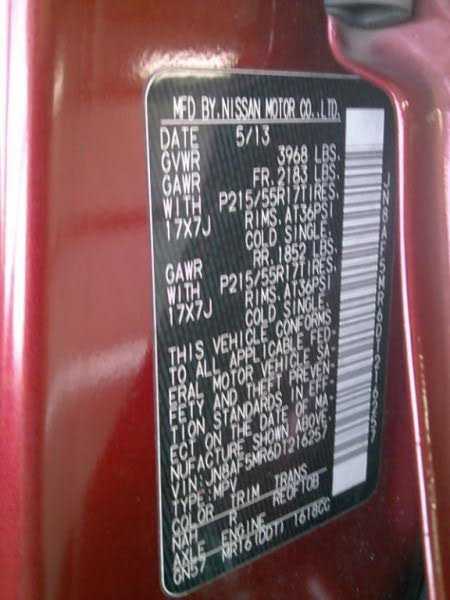 MFD BY.NISSAN MOTOR CO.,LTD.
DATE 5/13
GVWR 3968 LBS.
GAWR FR.2183 LBS.
WITH P215/55R17TIRES.
17X7J RIMS.AT36PSI
COLD SINGLE.
GAWR RR.1852 LBS.
WITH P215/55R17TIRES.
17X7J RIMS.AT36PSI
COLD SINGLE.
THIS VEHICLE CONFORMS
TO ALL APPLICABLE FED-
ERAL MOTOR VEHICLE SA-
FETY AND THEFT PREVEN-
TION STANDARDS IN EFF-
ECT ON THE DATE OF MA-
NUFACTURE SHOWN ABOVE.
VIN:JN8AF5MR6DT216257
TYPE:MPV
COLOR TRIM TRANS
R REOFTOB
NAH ENGINE
AXLE MR16(DDT) 1618CC
GN57
JN8AF5MR6DT216257